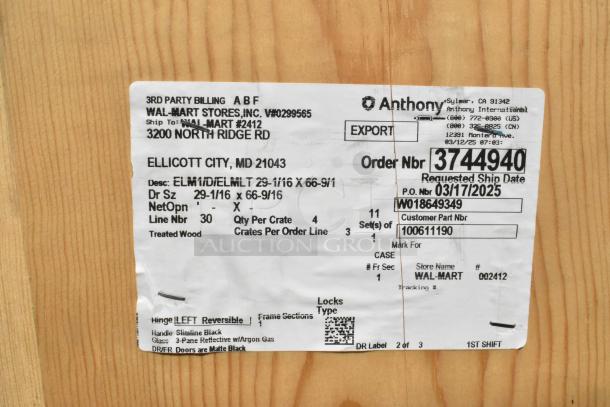 3RD PARTY BILLING A B F
WAL-MART STORES,INC. V#0299565
Ship To: WAL-MART #2412
3200 NORTH RIDGE RD
ELLICOTT CITY, MD 21043
Anthony
Sylmar, CA 91342
Anthony International
(800) 772-0900 (US)
(800) 325-0825 (CN)
12391 Montero Ave.
03/12/25 07:03:
EXPORT
Order Nbr 3744940
Requested Ship Date
P.O. Nbr 03/17/2025
W018649349
Customer Part Nbr
100611190
Desc: ELM1/D/ELMLT 29-1/16 X 66-9/1
Dr Sz 29-1/16 x 66-9/16
NetOpn ' - X -
Line Nbr 30 Qty Per Crate 4
11
Set(s) of
1
Treated Wood Crates Per Order Line 3
Mark For
CASE
# Fr Sec
1
Store Name #
WAL-MART 002412
Tracking #
AUCTION GROUP
Locks
Type
Hinge LEFT Reversible Frame Sections
1
Handle Slimline Black
Glass 3-Pane Reflective w/Argon Gas
DR/FR Doors are Matte Black
DR Label 2 of 3 1ST SHIFT